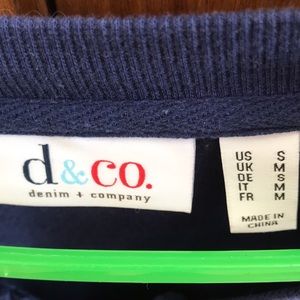 d&co.
denim + company
US S
UK M
DE S
IT M
FR M
MADE IN
CHINA